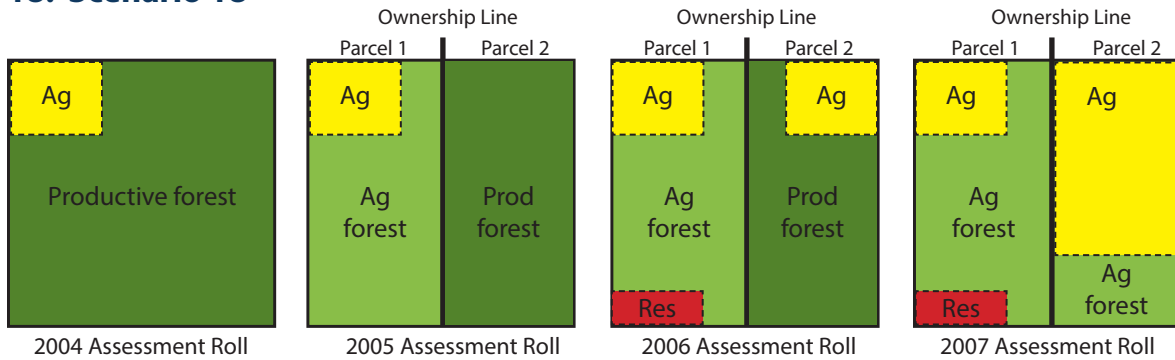 Ownership Line
Ownership Line
Ownership Line
Parcel 1
Parcel 2
Parcel 1
Parcel 2
Parcel 1
Parcel 2
Ag
Productive forest
2004 Assessment Roll
Ag
Ag
forest
Prod
forest
2005 Assessment Roll
Ag
Ag
Ag
forest
Prod
forest
Res
2006 Assessment Roll
Ag
Ag
Ag
forest
Ag
forest
Res
2007 Assessment Roll